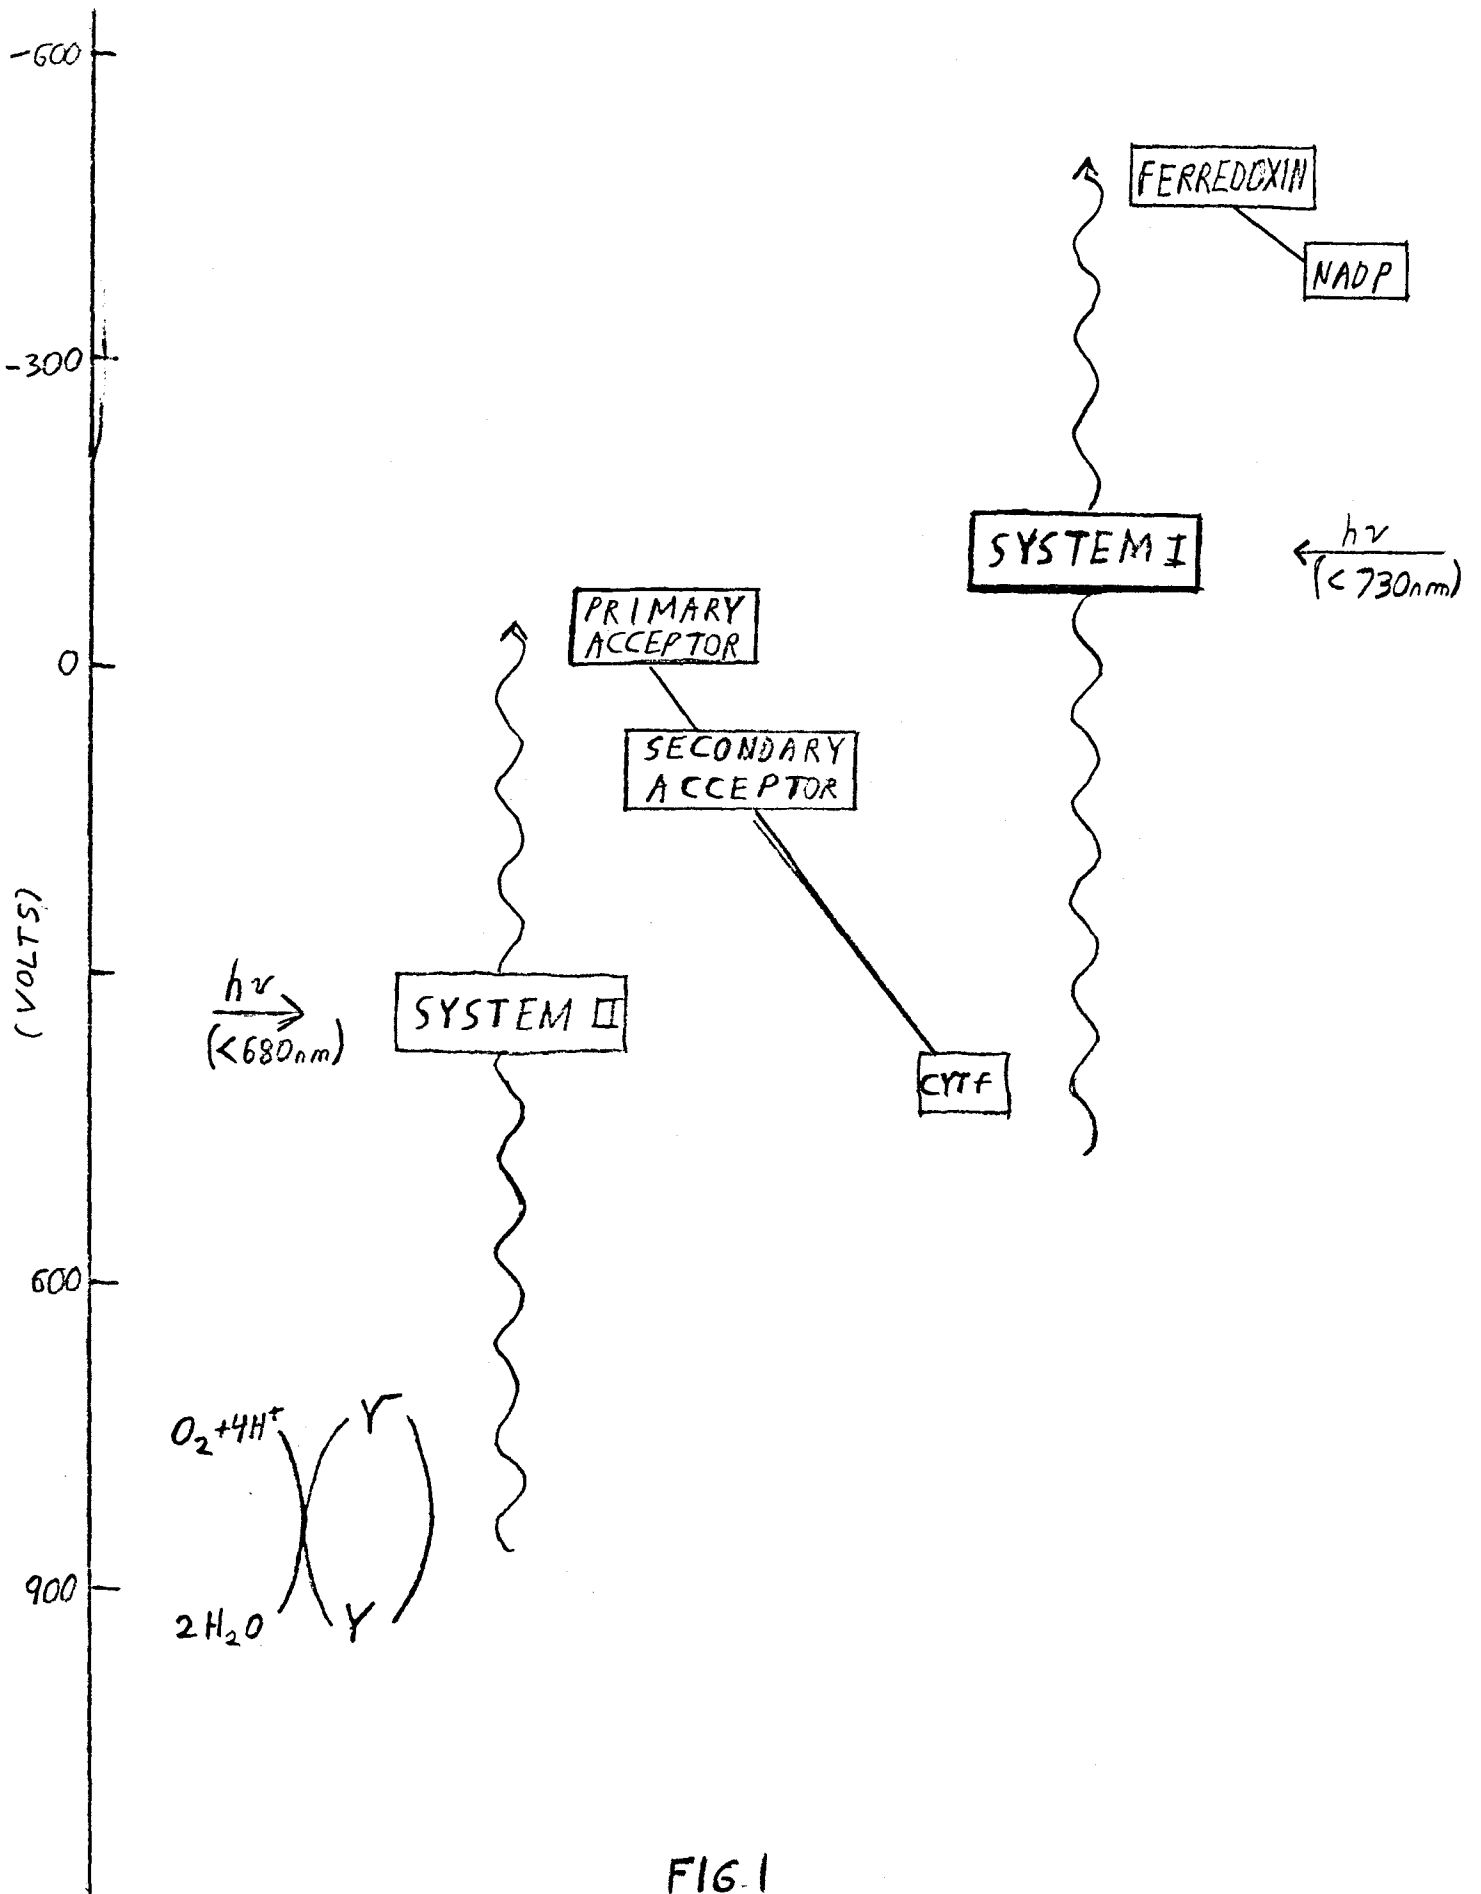 -600
FERREDOXIN
NADP
-300
SYSTEM I
hν
(<730nm)
PRIMARY
ACCEPTOR
0
SECONDARY
ACCEPTOR
(VOLTS)
hν
(<680nm)
SYSTEM II
CYTf
600
O₂+4H⁺
Y⁻
900
2H₂O
Y
FIG.1